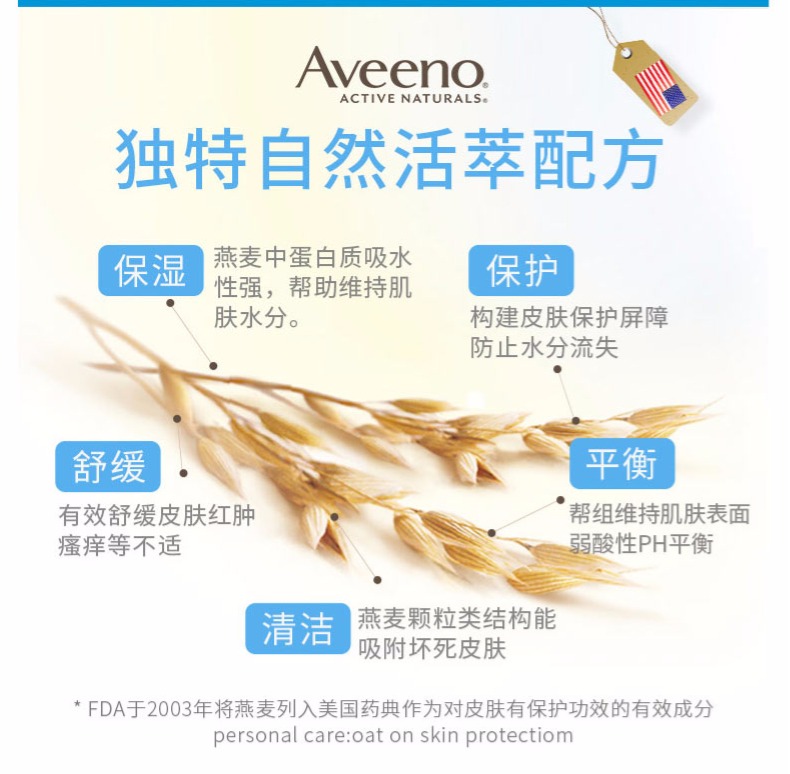 Aveeno®
ACTIVE NATURALS®
独特自然活萃配方
保湿
燕麦中蛋白质吸水
性强，帮助维持肌
肤水分。
保护
构建皮肤保护屏障
防止水分流失
舒缓
有效舒缓皮肤红肿
瘙痒等不适
平衡
帮组维持肌肤表面
弱酸性PH平衡
清洁
燕麦颗粒类结构能
吸附坏死皮肤
* FDA于2003年将燕麦列入美国药典作为对皮肤有保护功效的有效成分
personal care:oat on skin protectiom